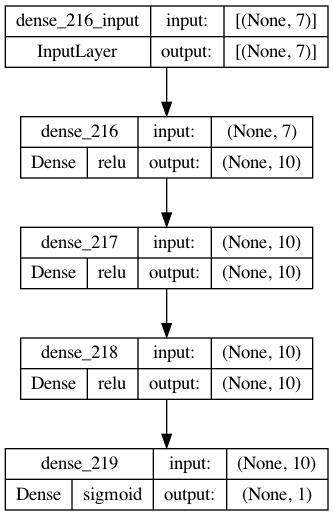 dense_216_input input: [(None, 7)]
InputLayer output: [(None, 7)]
dense_216 input: (None, 7)
Dense relu output: (None, 10)
dense_217 input: (None, 10)
Dense relu output: (None, 10)
dense_218 input: (None, 10)
Dense relu output: (None, 10)
dense_219 input: (None, 10)
Dense sigmoid output: (None, 1)